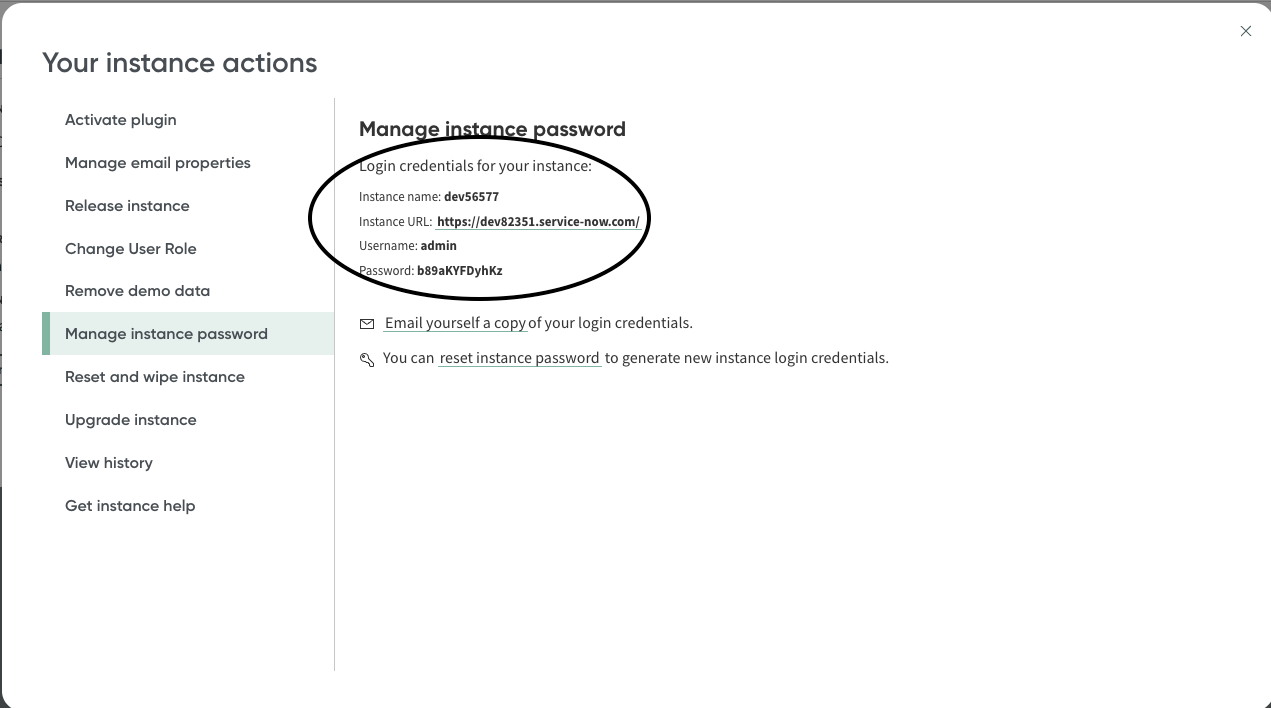 Your instance actions
Activate plugin
Manage email properties
Release instance
Change User Role
Remove demo data
Manage instance password
Reset and wipe instance
Upgrade instance
View history
Get instance help
Manage instance password
Login credentials for your instance:
Instance name: dev56577
Instance URL: https://dev82351.service-now.com/
Username: admin
Password: b89aKYFDyhKz
Email yourself a copy of your login credentials.
You can reset instance password to generate new instance login credentials.